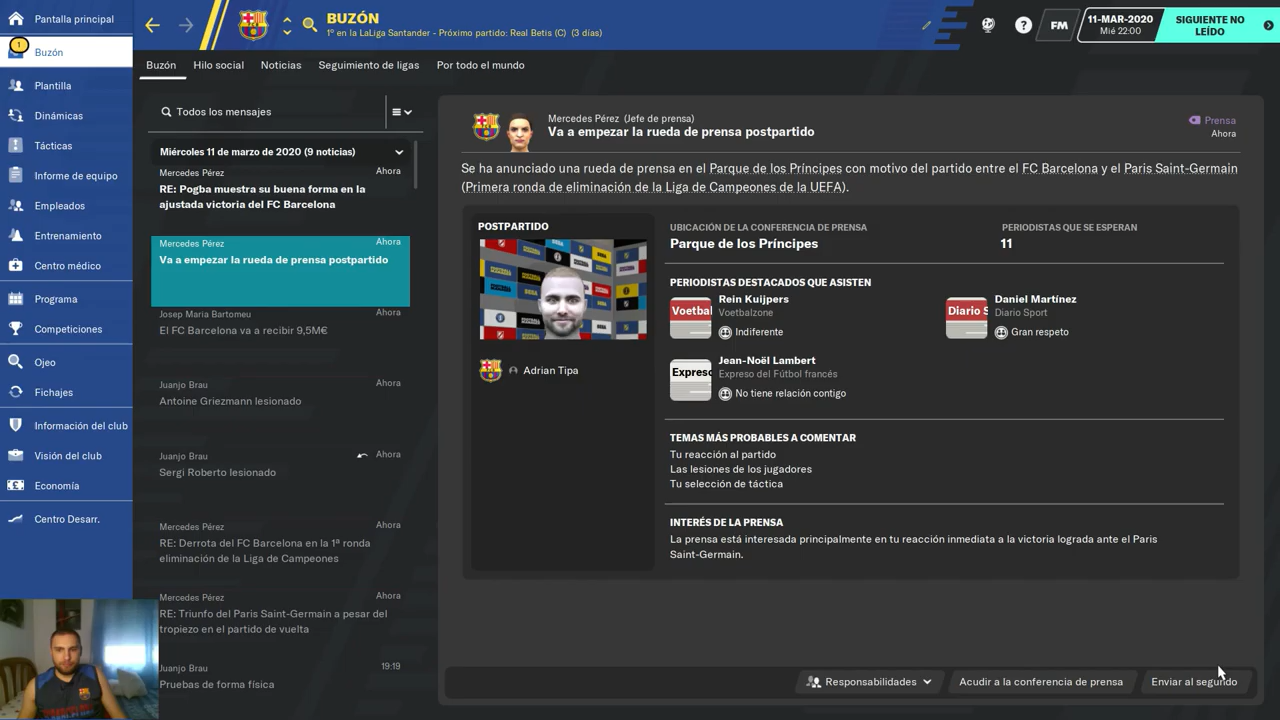 Pantalla principal
1
Buzón
Plantilla
Dinámicas
Tácticas
Informe de equipo
Empleados
Entrenamiento
Centro médico
Programa
Competiciones
Ojeo
Fichajes
Información del club
Visión del club
Economía
Centro Desarr.
BUZÓN
1º en la LaLiga Santander - Próximo partido: Real Betis (C) (3 días)
?
FM
11-MAR-2020
Mié 22:00
SIGUIENTE NO LEÍDO
Buzón Hilo social Noticias Seguimiento de ligas Por todo el mundo
Todos los mensajes
Miércoles 11 de marzo de 2020 (9 noticias)
Mercedes Pérez Ahora
RE: Pogba muestra su buena forma en la
ajustada victoria del FC Barcelona
Mercedes Pérez Ahora
Va a empezar la rueda de prensa postpartido
Josep Maria Bartomeu Ahora
El FC Barcelona va a recibir 9,5M€
Juanjo Brau Ahora
Antoine Griezmann lesionado
Juanjo Brau Ahora
Sergi Roberto lesionado
Mercedes Pérez Ahora
RE: Derrota del FC Barcelona en la 1ª ronda
eliminación de la Liga de Campeones
Mercedes Pérez Ahora
RE: Triunfo del Paris Saint-Germain a pesar del
tropiezo en el partido de vuelta
Juanjo Brau 19:19
Pruebas de forma física
Mercedes Pérez (Jefe de prensa)
Va a empezar la rueda de prensa postpartido
Prensa
Ahora
Se ha anunciado una rueda de prensa en el Parque de los Príncipes con motivo del partido entre el FC Barcelona y el Paris Saint-Germain
(Primera ronda de eliminación de la Liga de Campeones de la UEFA).
POSTPARTIDO
Adrian Tipa
UBICACIÓN DE LA CONFERENCIA DE PRENSA
Parque de los Príncipes
PERIODISTAS QUE SE ESPERAN
11
PERIODISTAS DESTACADOS QUE ASISTEN
Voetbal
Rein Kuijpers
Voetbalzone
Indiferente
Diario S
Daniel Martínez
Diario Sport
Gran respeto
Expreso
Jean-Noël Lambert
Expreso del Fútbol francés
No tiene relación contigo
TEMAS MÁS PROBABLES A COMENTAR
Tu reacción al partido
Las lesiones de los jugadores
Tu selección de táctica
INTERÉS DE LA PRENSA
La prensa está interesada principalmente en tu reacción inmediata a la victoria lograda ante el Paris
Saint-Germain.
Responsabilidades
Acudir a la conferencia de prensa
Enviar al segundo